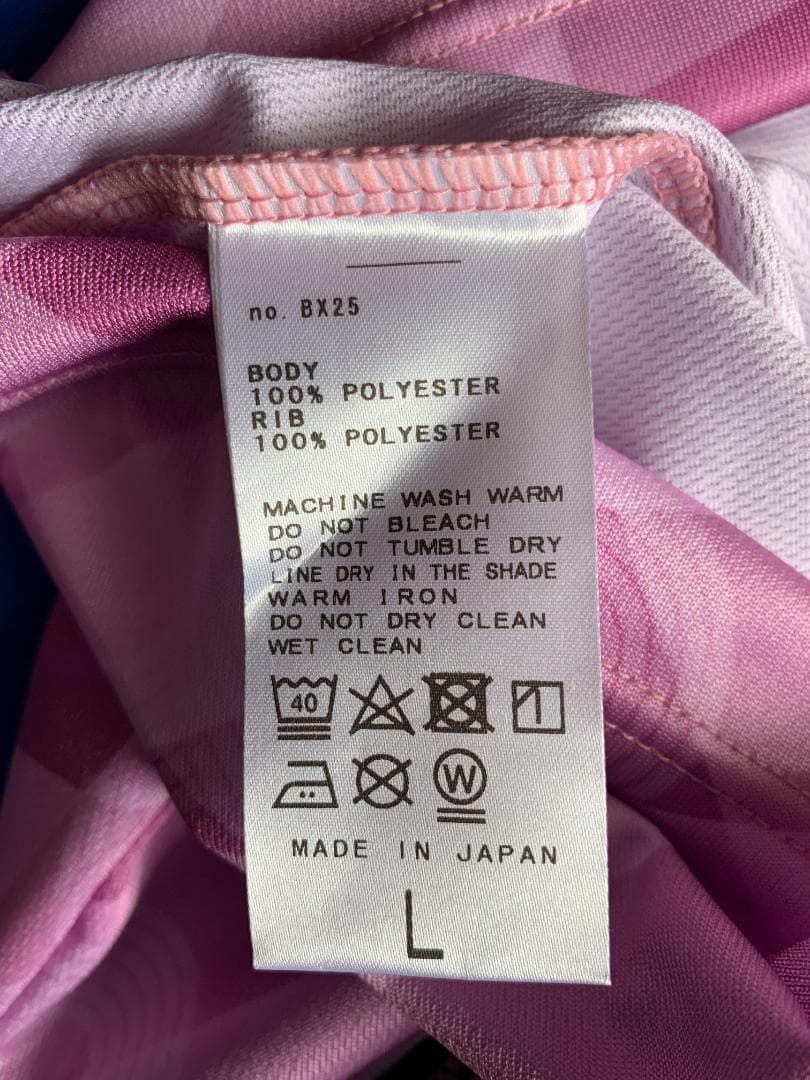 no. BX25
BODY
100% POLYESTER
RIB
100% POLYESTER
MACHINE WASH WARM
DO NOT BLEACH
DO NOT TUMBLE DRY
LINE DRY IN THE SHADE
WARM IRON
DO NOT DRY CLEAN
WET CLEAN
40
W
MADE IN JAPAN
L